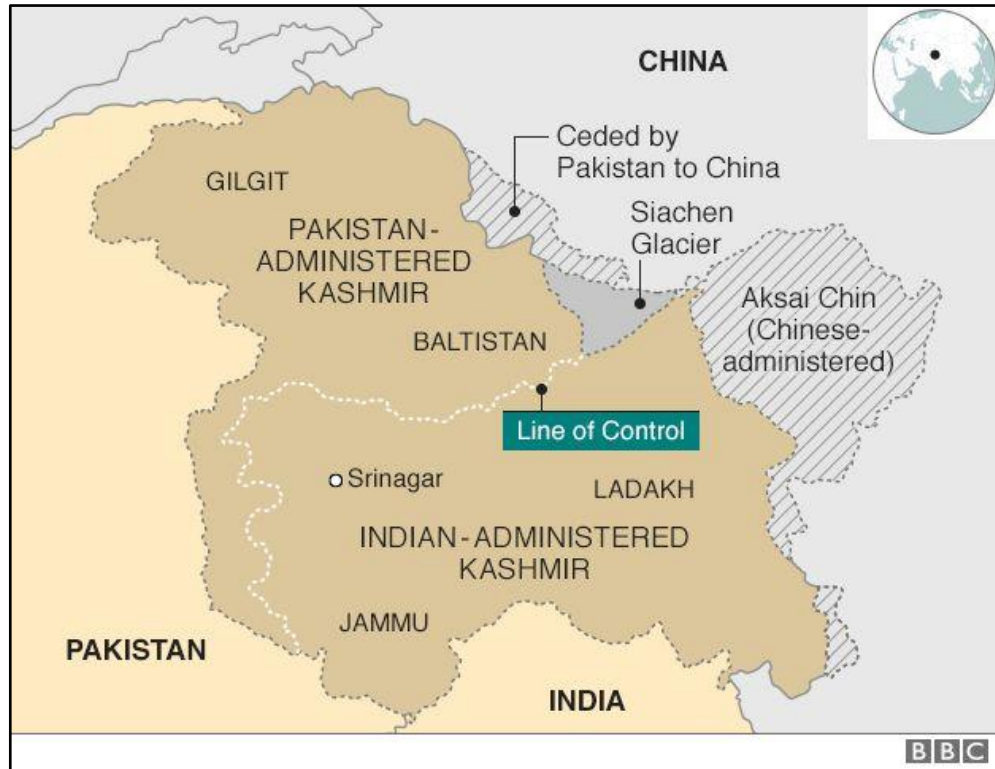 CHINA
Ceded by
Pakistan to China
GILGIT
Siachen
Glacier
PAKISTAN-
ADMINISTERED
KASHMIR
Aksai Chin
(Chinese-
administered)
BALTISTAN
Line of Control
Srinagar
LADAKH
INDIAN-ADMINISTERED
KASHMIR
JAMMU
PAKISTAN
INDIA
BBC